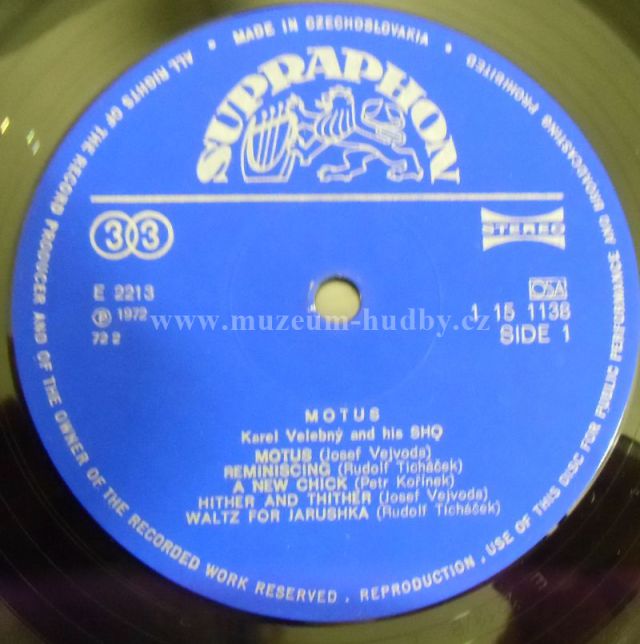 ALL RIGHTS OF THE RECORD PRODUCER AND OF THE OWNER OF THE RECORDED WORK RESERVED . REPRODUCTION , USE OF THIS DISC FOR PUBLIC PERFORMANCE AND BROADCASTING PROHIBITED
• MADE IN CZECHOSLOVAKIA •
SUPRAPHON
33
STEREO
E 2213
OSA
℗ 1972
1 15 1138
72 2
SIDE 1
www.muzeum-hudby.cz
MOTUS
Karel Velebný and his SHQ
MOTUS (Josef Vejvoda)
REMINISCING (Rudolf Ticháček)
A NEW CHICK (Petr Kořínek)
HITHER AND THITHER (Josef Vejvoda)
WALTZ FOR JARUSHKA (Rudolf Ticháček)